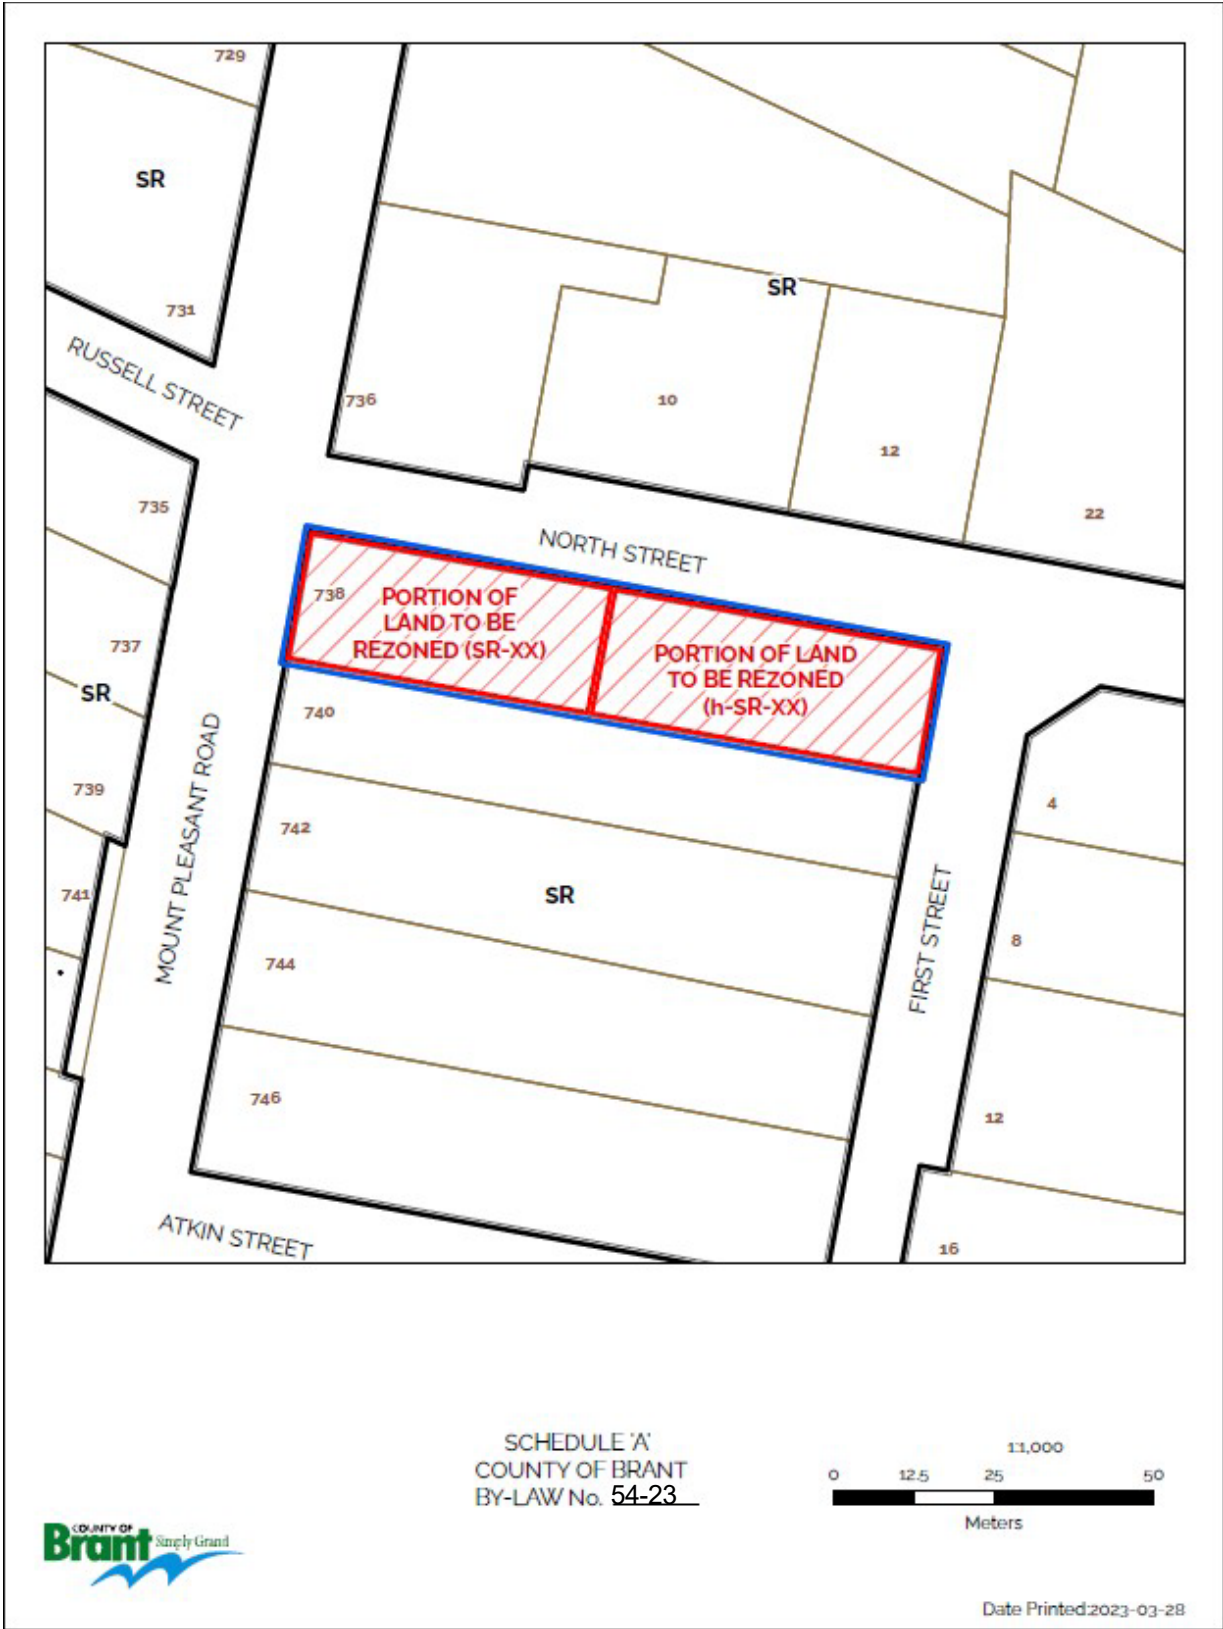 729
SR
731
RUSSELL STREET
736
10
SR
12
22
735
NORTH STREET
738
PORTION OF
LAND TO BE
REZONED (SR-XX)
PORTION OF LAND
TO BE REZONED
(h-SR-XX)
737
SR
739
741
MOUNT PLEASANT ROAD
740
742
SR
744
746
FIRST STREET
4
8
12
16
ATKIN STREET
SCHEDULE 'A'
COUNTY OF BRANT
BY-LAW No. 54-23
1:1,000
0 12.5 25 50
Meters
COUNTY OF
Brant Simply Grand
Date Printed:2023-03-28